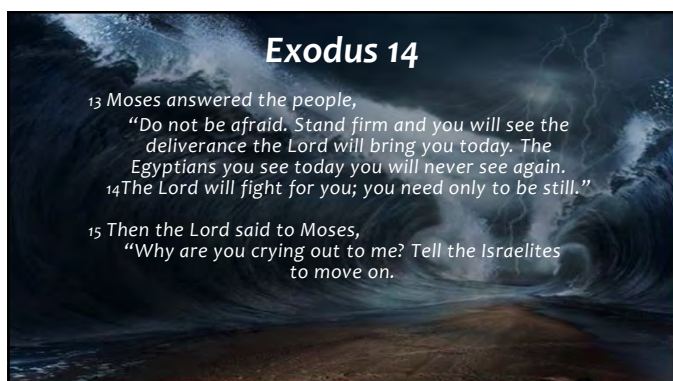 Exodus 14
13 Moses answered the people,
“Do not be afraid. Stand firm and you will see the
deliverance the Lord will bring you today. The
Egyptians you see today you will never see again.
14The Lord will fight for you; you need only to be still.”
15 Then the Lord said to Moses,
“Why are you crying out to me? Tell the Israelites
to move on.